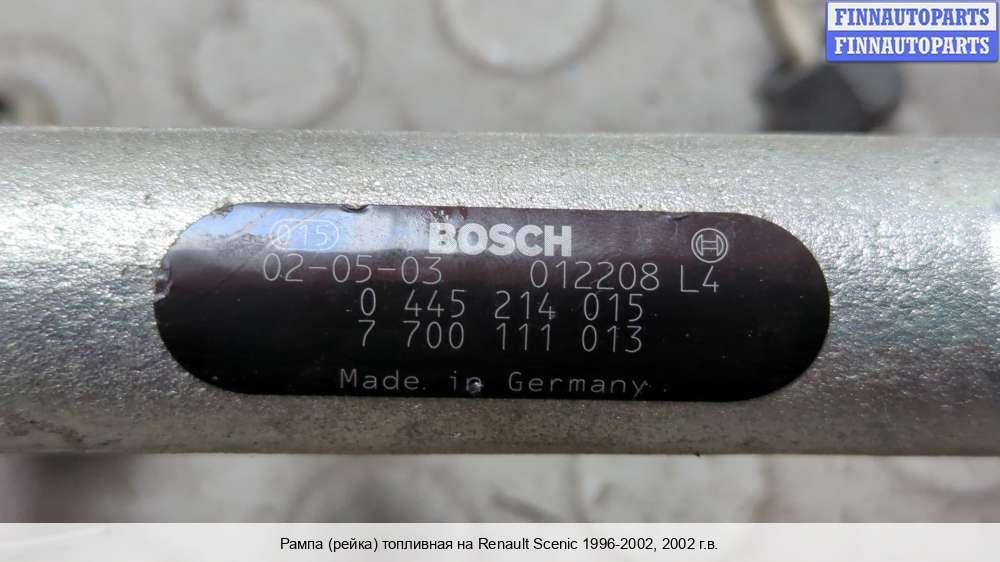 FINNAUTOPARTS
FINNAUTOPARTS
015 BOSCH
02-05-03 012208 L4
0 445 214 015
7 700 111 013
Made in Germany
Рампа (рейка) топливная на Renault Scenic 1996-2002, 2002 г.в.